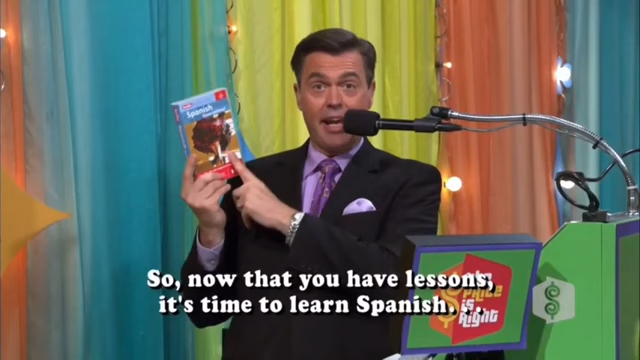 Spanish
So, now that you have lessons,
it's time to learn Spanish.
PRICE
is
Right
$